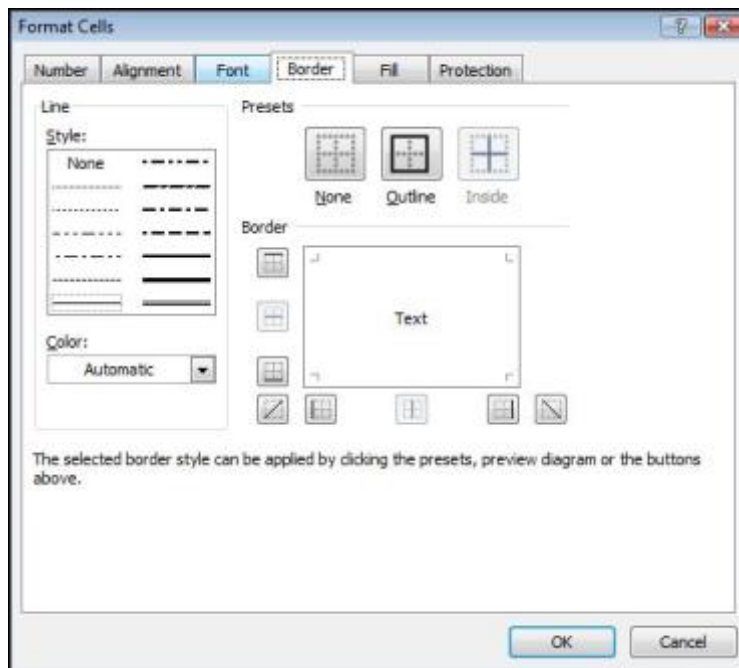 Format Cells
Number Alignment Font Border Fill Protection
Line
Style:
None
Color:
Automatic
Presets
None Outline Inside
Border
Text
The selected border style can be applied by clicking the presets, preview diagram or the buttons
above.
OK Cancel